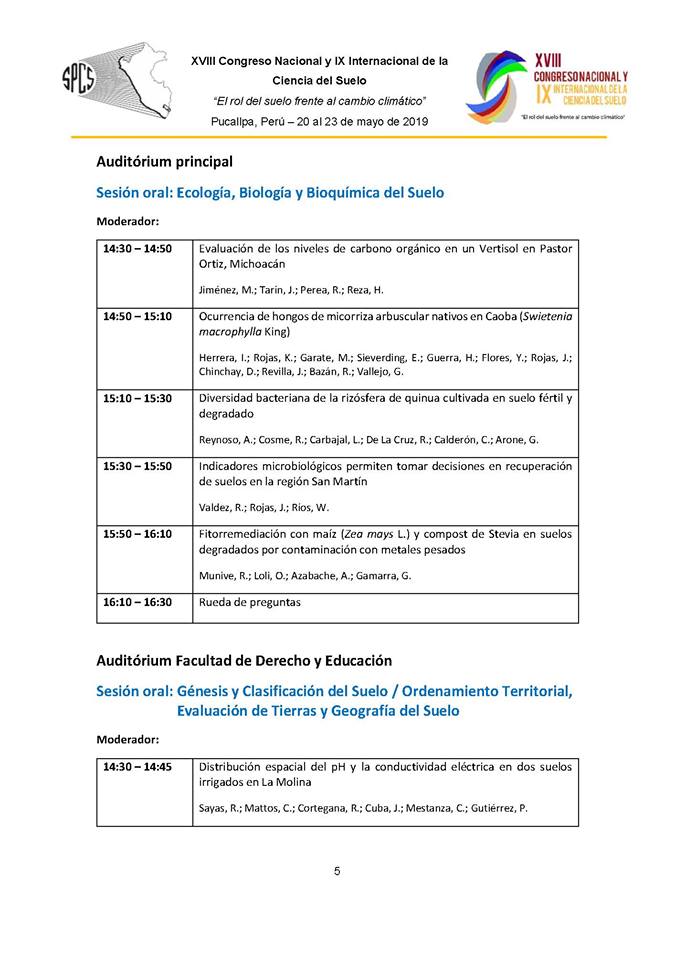 SPCS
XVIII Congreso Nacional y IX Internacional de la
Ciencia del Suelo
“El rol del suelo frente al cambio climático”
Pucallpa, Perú – 20 al 23 de mayo de 2019
XVIII
CONGRESO NACIONAL Y
IX INTERNACIONAL DE LA
CIENCIA DEL SUELO
"El rol del suelo frente al cambio climático"
Auditórium principal
Sesión oral: Ecología, Biología y Bioquímica del Suelo
Moderador:
14:30 – 14:50
Evaluación de los niveles de carbono orgánico en un Vertisol en Pastor
Ortiz, Michoacán
Jiménez, M.; Tarín, J.; Perea, R.; Reza, H.
14:50 – 15:10
Ocurrencia de hongos de micorriza arbuscular nativos en Caoba (Swietenia
macrophylla King)
Herrera, I.; Rojas, K.; Garate, M.; Sieverding, E.; Guerra, H.; Flores, Y.; Rojas, J.;
Chinchay, D.; Revilla, J.; Bazán, R.; Vallejo, G.
15:10 – 15:30
Diversidad bacteriana de la rizósfera de quinua cultivada en suelo fértil y
degradado
Reynoso, A.; Cosme, R.; Carbajal, L.; De La Cruz, R.; Calderón, C.; Arone, G.
15:30 – 15:50
Indicadores microbiológicos permiten tomar decisiones en recuperación
de suelos en la región San Martín
Valdez, R.; Rojas, J.; Ríos, W.
15:50 – 16:10
Fitorremediación con maíz (Zea mays L.) y compost de Stevia en suelos
degradados por contaminación con metales pesados
Munive, R.; Loli, O.; Azabache, A.; Gamarra, G.
16:10 – 16:30
Rueda de preguntas
Auditórium Facultad de Derecho y Educación
Sesión oral: Génesis y Clasificación del Suelo / Ordenamiento Territorial,
Evaluación de Tierras y Geografía del Suelo
Moderador:
14:30 – 14:45
Distribución espacial del pH y la conductividad eléctrica en dos suelos
irrigados en La Molina
Sayas, R.; Mattos, C.; Cortegana, R.; Cuba, J.; Mestanza, C.; Gutiérrez, P.
5